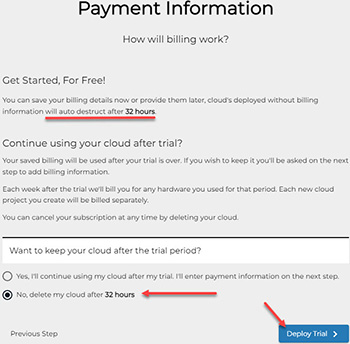 Payment Information
How will billing work?
Get Started, For Free!
You can save your billing details now or provide them later, cloud's deployed without billing
information will auto destruct after 32 hours.
Continue using your cloud after trial?
Your saved billing will be used after your trial is over. If you wish to keep it you'll be asked on the next
step to add billing information.
Each week after the trial we'll bill you for any hardware you used for that period. Each new cloud
project you create will be billed separately.
You can cancel your subscription at any time by deleting your cloud.
Want to keep your cloud after the trial period?
Yes, I'll continue using my cloud after my trial. I'll enter payment information on the next step.
No, delete my cloud after 32 hours
Previous Step
Deploy Trial